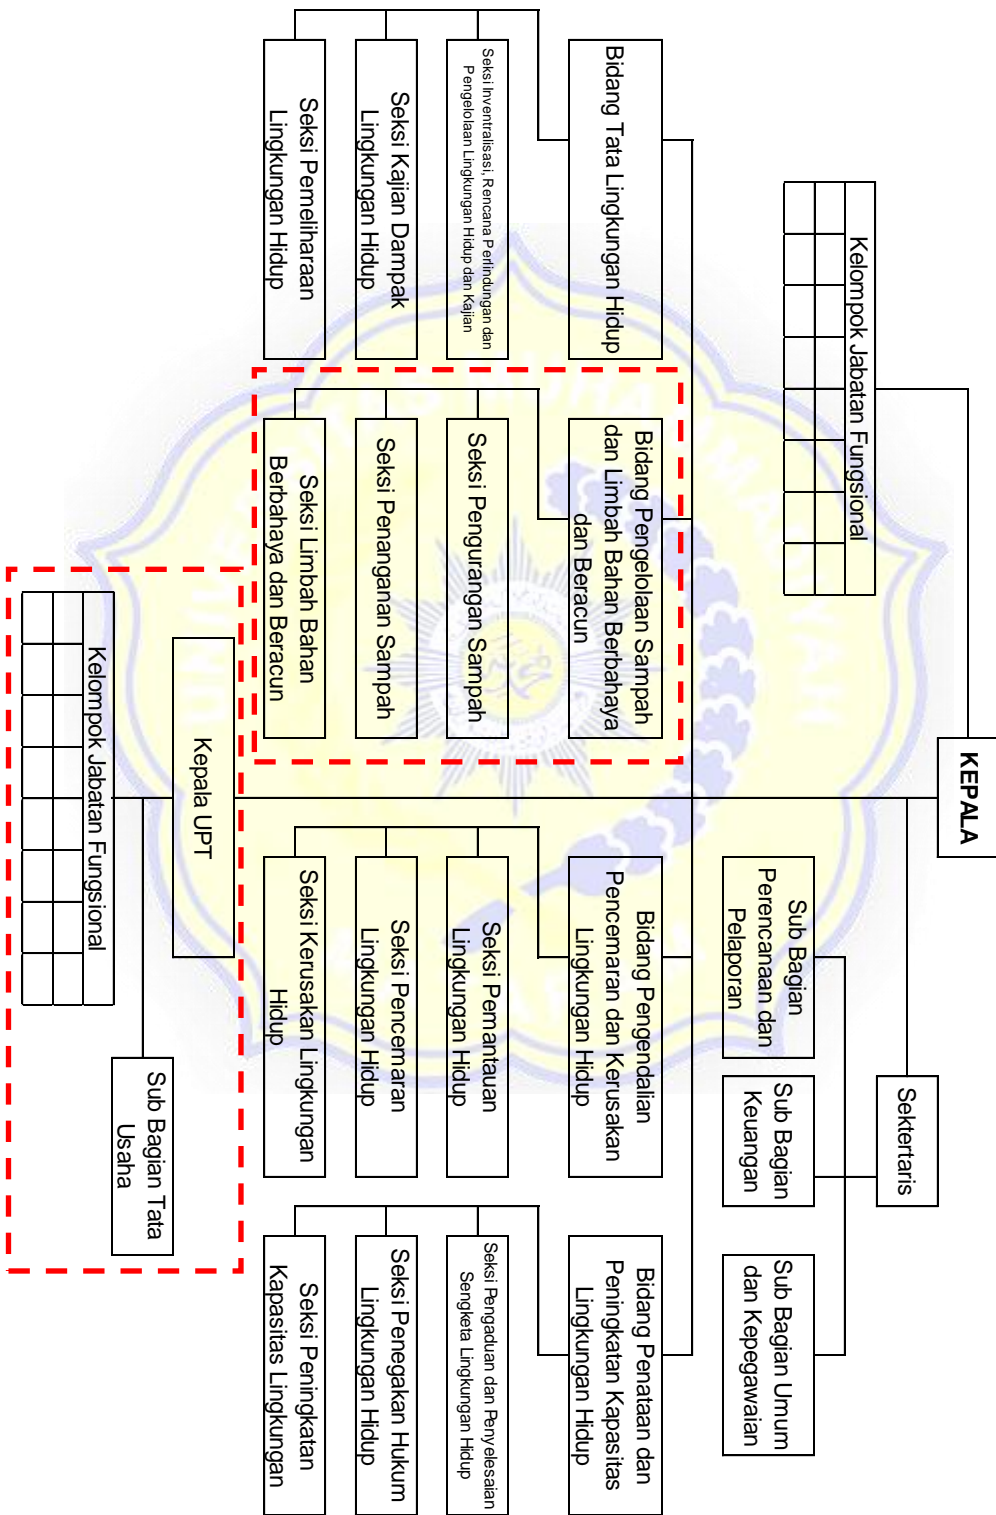 KEPALA
Kelompok Jabatan Fungsional
Sektertaris
Sub Bagian
Perencanaan dan
Pelaporan
Sub Bagian
Keuangan
Sub Bagian Umum
dan Kepegawaian
Bidang Tata Lingkungan Hidup
Seksi Inventralisasi, Rencana Perlindungan dan
Pengelolaan Lingkungan Hidup dan Kajian
Seksi Kajian Dampak
Lingkungan Hidup
Seksi Pemeliharaan
Lingkungan Hidup
Bidang Pengelolaan Sampah
dan Limbah Bahan Berbahaya
dan Beracun
Seksi Pengurangan Sampah
Seksi Penanganan Sampah
Seksi Limbah Bahan
Berbahaya dan Beracun
Bidang Pengendalian
Pencemaran dan Kerusakan
Lingkungan Hidup
Seksi Pemantauan
Lingkungan Hidup
Seksi Pencemaran
Lingkungan Hidup
Seksi Kerusakan Lingkungan
Hidup
Bidang Penataan dan
Peningkatan Kapasitas
Lingkungan Hidup
Seksi Pengaduan dan Penyelesaian
Sengketa Lingkungan Hidup
Seksi Penegakan Hukum
Lingkungan Hidup
Seksi Peningkatan
Kapasitas Lingkungan
Kepala UPT
Sub Bagian Tata
Usaha
Kelompok Jabatan Fungsional